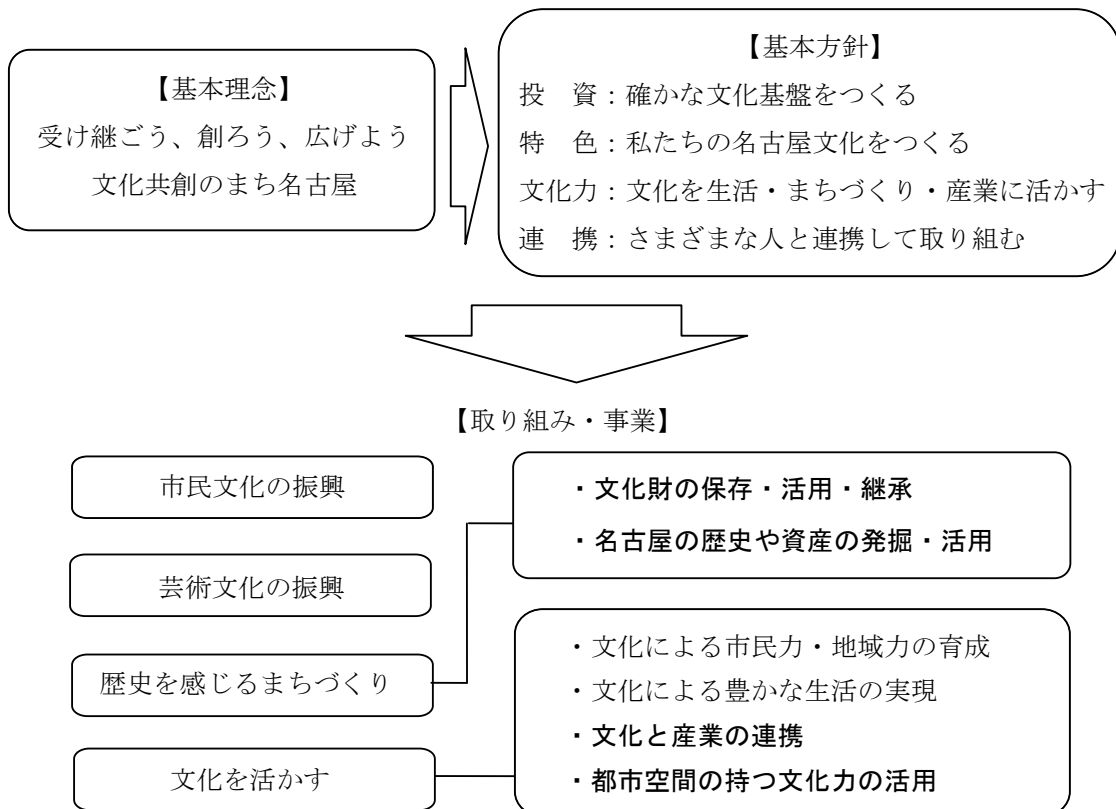 【基本理念】
受け継ごう、創ろう、広げよう
文化共創のまち名古屋
【基本方針】
投　資：確かな文化基盤をつくる
特　色：私たちの名古屋文化をつくる
文化力：文化を生活・まちづくり・産業に活かす
連　携：さまざまな人と連携して取り組む
【取り組み・事業】
市民文化の振興
芸術文化の振興
歴史を感じるまちづくり
文化を活かす
・文化財の保存・活用・継承
・名古屋の歴史や資産の発掘・活用
・文化による市民力・地域力の育成
・文化による豊かな生活の実現
・文化と産業の連携
・都市空間の持つ文化力の活用